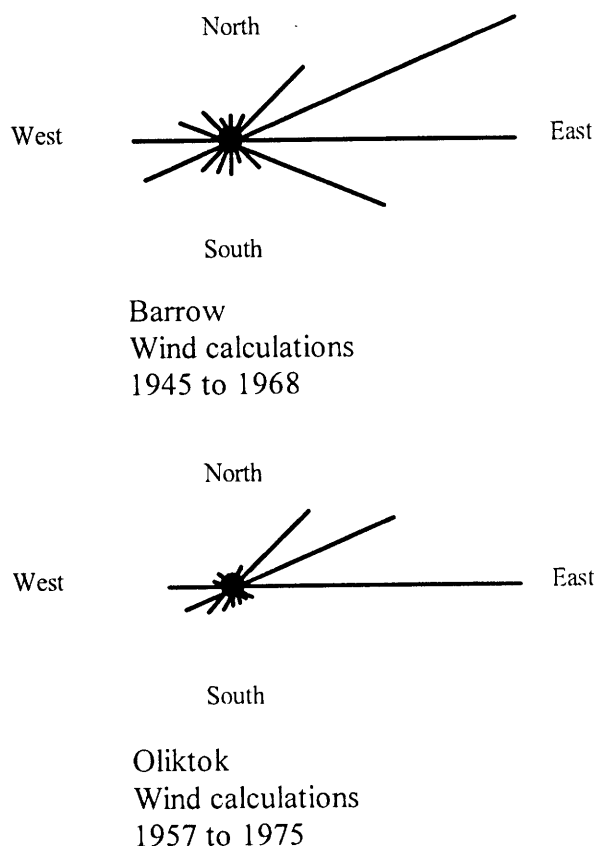 North
West
East
South
Barrow
Wind calculations
1945 to 1968
North
West
East
South
Oliktok
Wind calculations
1957 to 1975